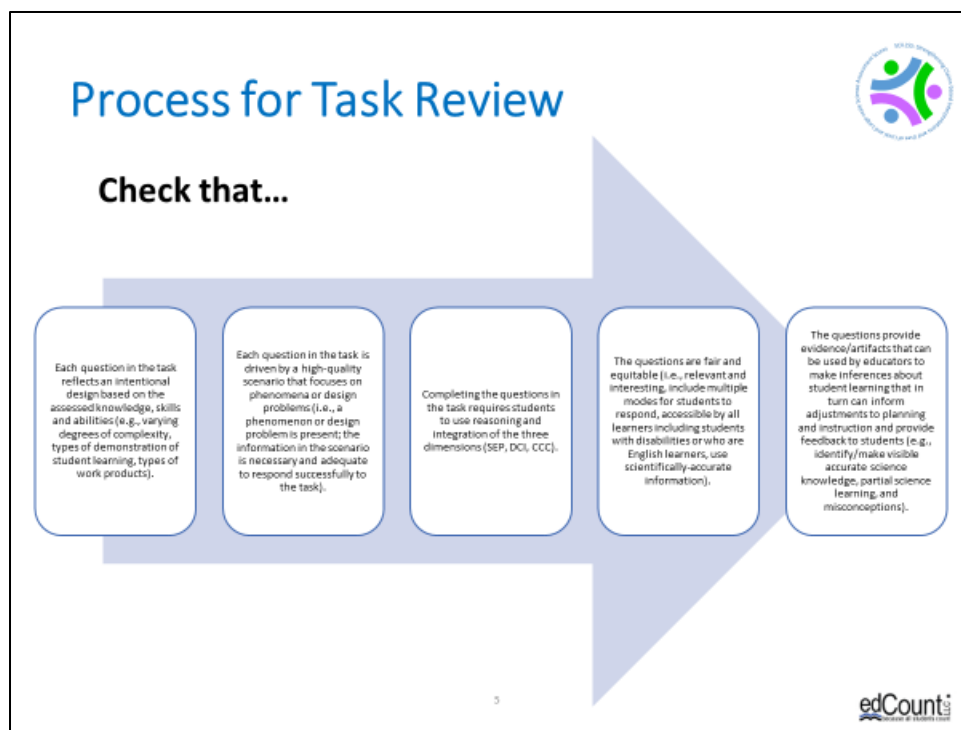 Process for Task Review
Check that...
Each question in the task
reflects an intentional
design based on the
assessed knowledge, skills
and abilities (e.g., varying
degrees of complexity,
types of demonstration of
student learning, types of
work products).
Each question in the task is
driven by a high-quality
scenario that focuses on
phenomena or design
problems (i.e., a
phenomenon or design
problem is present; the
information in the scenario
is necessary and adequate
to respond successfully to
the task).
Completing the questions in
the task requires students
to use reasoning and
integration of the three
dimensions (SEP, DCI, CCC).
The questions are fair and
equitable (i.e., relevant and
interesting, include multiple
modes for students to
respond, accessible by all
learners including students
with disabilities or who are
English learners, use
scientifically-accurate
information).
The questions provide
evidence/artifacts that can
be used by educators to
make inferences about
student learning that in
turn can inform
adjustments to planning
and instruction and provide
feedback to students (e.g.,
identify/make visible
accurate science
knowledge, partial science
learning, and
misconceptions).
edCount LLC
because all students count